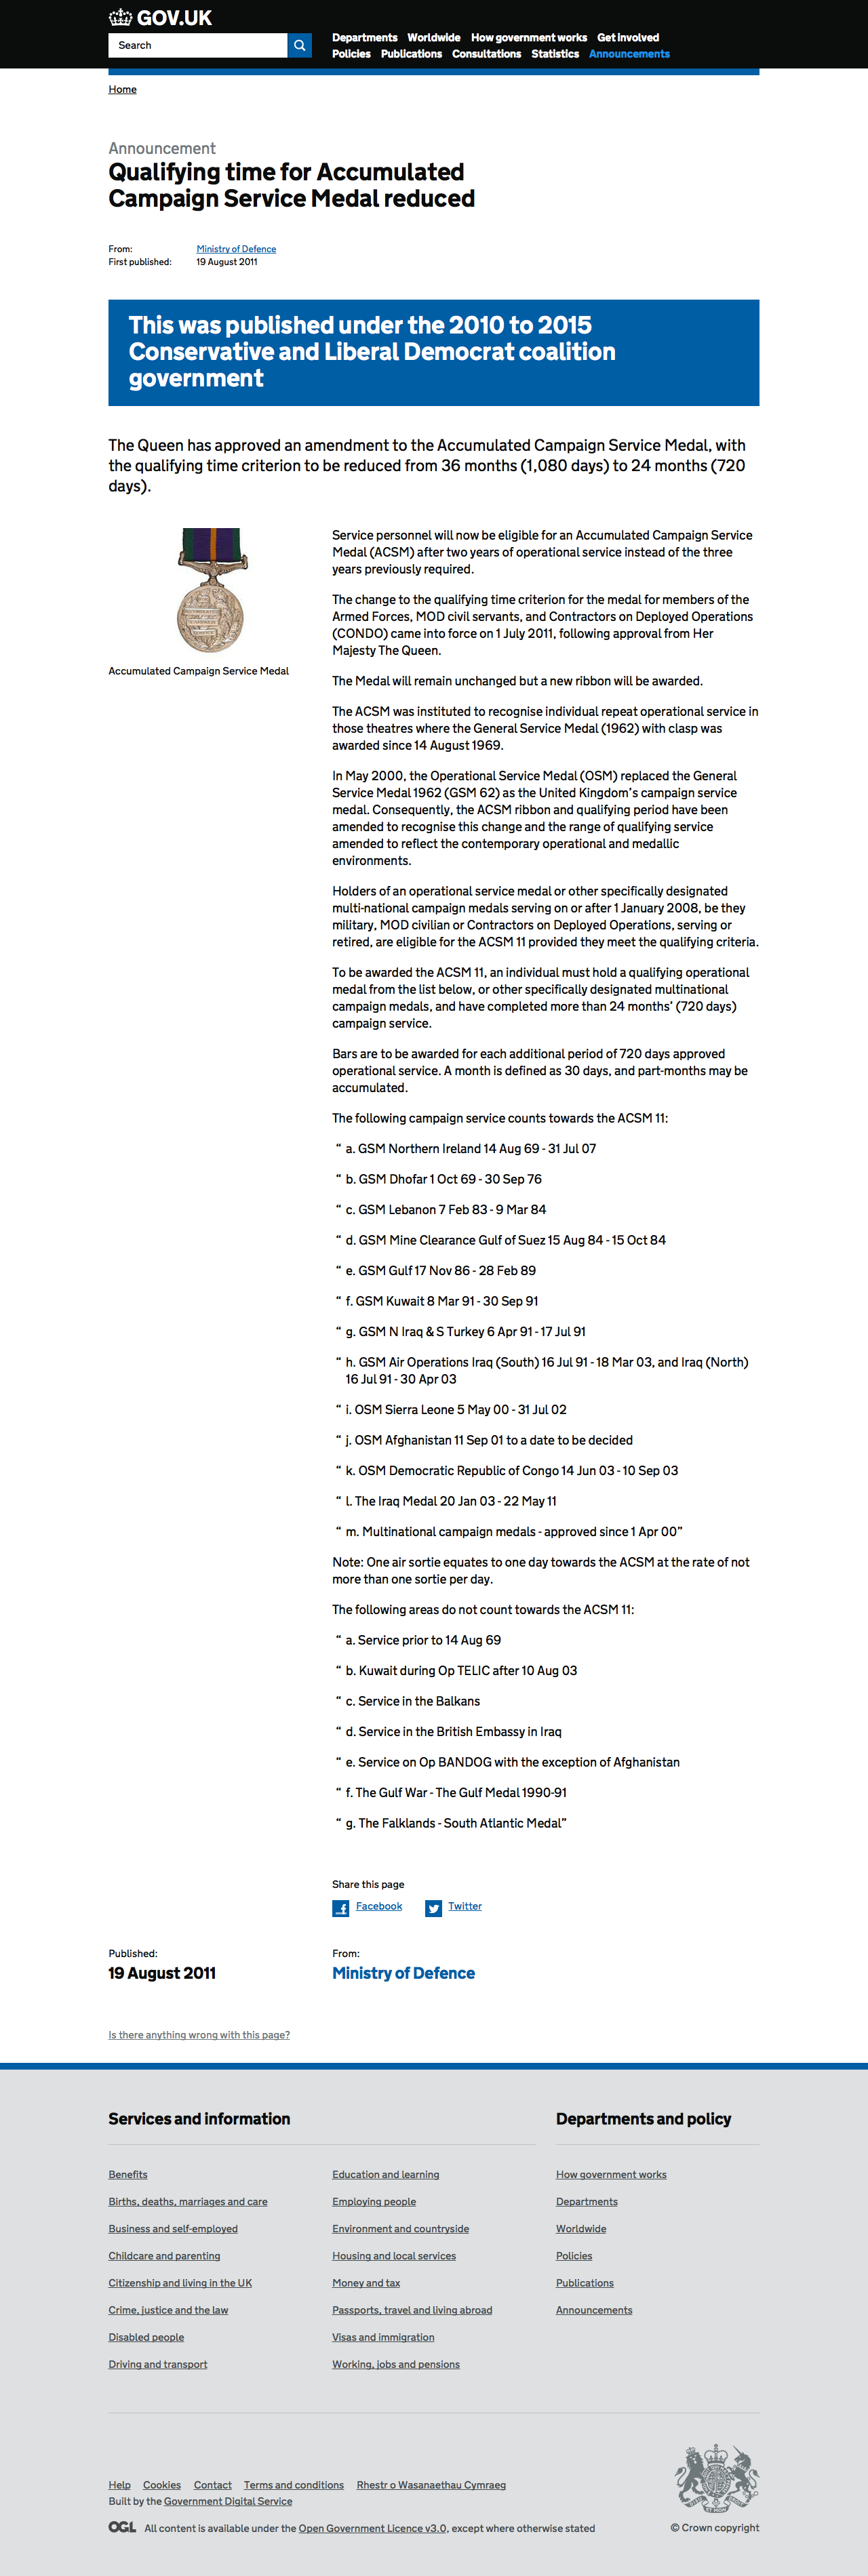 GOV.UK
Search
Departments Worldwide How government works Get involved
Policies Publications Consultations Statistics Announcements
Home
Announcement
Qualifying time for Accumulated
Campaign Service Medal reduced
From: Ministry of Defence
First published: 19 August 2011
This was published under the 2010 to 2015
Conservative and Liberal Democrat coalition
government
The Queen has approved an amendment to the Accumulated Campaign Service Medal, with
the qualifying time criterion to be reduced from 36 months (1,080 days) to 24 months (720
days).
Accumulated Campaign Service Medal
Service personnel will now be eligible for an Accumulated Campaign Service
Medal (ACSM) after two years of operational service instead of the three
years previously required.
The change to the qualifying time criterion for the medal for members of the
Armed Forces, MOD civil servants, and Contractors on Deployed Operations
(CONDO) came into force on 1 July 2011, following approval from Her
Majesty The Queen.
The Medal will remain unchanged but a new ribbon will be awarded.
The ACSM was instituted to recognise individual repeat operational service in
those theatres where the General Service Medal (1962) with clasp was
awarded since 14 August 1969.
In May 2000, the Operational Service Medal (OSM) replaced the General
Service Medal 1962 (GSM 62) as the United Kingdom’s campaign service
medal. Consequently, the ACSM ribbon and qualifying period have been
amended to recognise this change and the range of qualifying service
amended to reflect the contemporary operational and medallic
environments.
Holders of an operational service medal or other specifically designated
multi-national campaign medals serving on or after 1 January 2008, be they
military, MOD civilian or Contractors on Deployed Operations, serving or
retired, are eligible for the ACSM 11 provided they meet the qualifying criteria.
To be awarded the ACSM 11, an individual must hold a qualifying operational
medal from the list below, or other specifically designated multinational
campaign medals, and have completed more than 24 months’ (720 days)
campaign service.
Bars are to be awarded for each additional period of 720 days approved
operational service. A month is defined as 30 days, and part-months may be
accumulated.
The following campaign service counts towards the ACSM 11:
“ a. GSM Northern Ireland 14 Aug 69 - 31 Jul 07
“ b. GSM Dhofar 1 Oct 69 - 30 Sep 76
“ c. GSM Lebanon 7 Feb 83 - 9 Mar 84
“ d. GSM Mine Clearance Gulf of Suez 15 Aug 84 - 15 Oct 84
“ e. GSM Gulf 17 Nov 86 - 28 Feb 89
“ f. GSM Kuwait 8 Mar 91 - 30 Sep 91
“ g. GSM N Iraq & S Turkey 6 Apr 91 - 17 Jul 91
“ h. GSM Air Operations Iraq (South) 16 Jul 91 - 18 Mar 03, and Iraq (North)
16 Jul 91 - 30 Apr 03
“ i. OSM Sierra Leone 5 May 00 - 31 Jul 02
“ j. OSM Afghanistan 11 Sep 01 to a date to be decided
“ k. OSM Democratic Republic of Congo 14 Jun 03 - 10 Sep 03
“ l. The Iraq Medal 20 Jan 03 - 22 May 11
“ m. Multinational campaign medals - approved since 1 Apr 00”
Note: One air sortie equates to one day towards the ACSM at the rate of not
more than one sortie per day.
The following areas do not count towards the ACSM 11:
“ a. Service prior to 14 Aug 69
“ b. Kuwait during Op TELIC after 10 Aug 03
“ c. Service in the Balkans
“ d. Service in the British Embassy in Iraq
“ e. Service on Op BANDOG with the exception of Afghanistan
“ f. The Gulf War - The Gulf Medal 1990-91
“ g. The Falklands - South Atlantic Medal”
Share this page
Facebook Twitter
Published: From:
19 August 2011 Ministry of Defence
Is there anything wrong with this page?
Services and information
Benefits
Births, deaths, marriages and care
Business and self-employed
Childcare and parenting
Citizenship and living in the UK
Crime, justice and the law
Disabled people
Driving and transport
Education and learning
Employing people
Environment and countryside
Housing and local services
Money and tax
Passports, travel and living abroad
Visas and immigration
Working, jobs and pensions
Departments and policy
How government works
Departments
Worldwide
Policies
Publications
Announcements
Help Cookies Contact Terms and conditions Rhestr o Wasanaethau Cymraeg
Built by the Government Digital Service
OGL All content is available under the Open Government Licence v3.0, except where otherwise stated
© Crown copyright